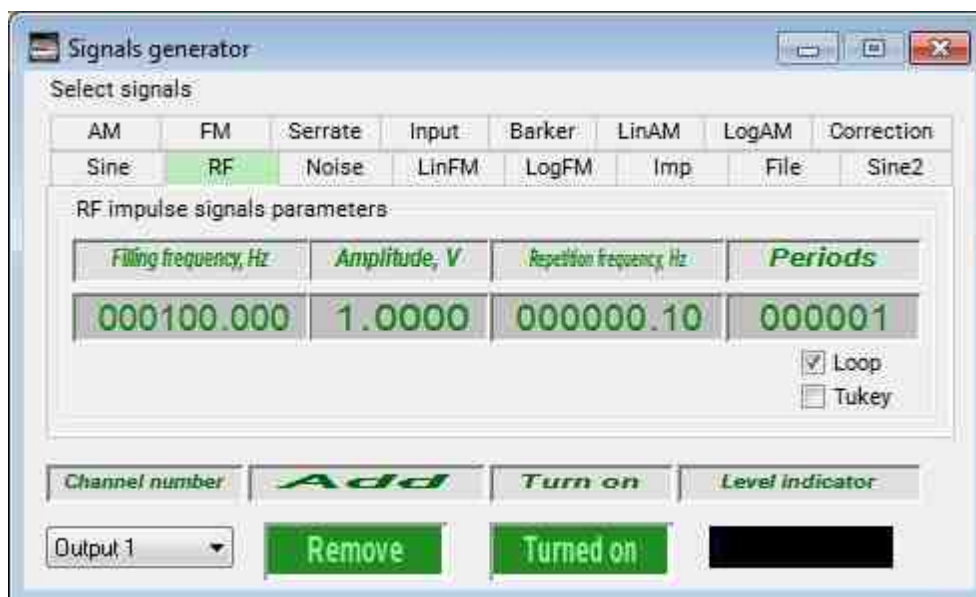 Signals generator
Select signals
AM FM Serrate Input Barker LinAM LogAM Correction
Sine RF Noise LinFM LogFM Imp File Sine2
RF impulse signals parameters
Filling frequency, Hz Amplitude, V Repetition frequency, Hz Periods
000100.000 1.0000 000000.10 000001
Loop
Tukey
Channel number Add Turn on Level indicator
Output 1 Remove Turned on